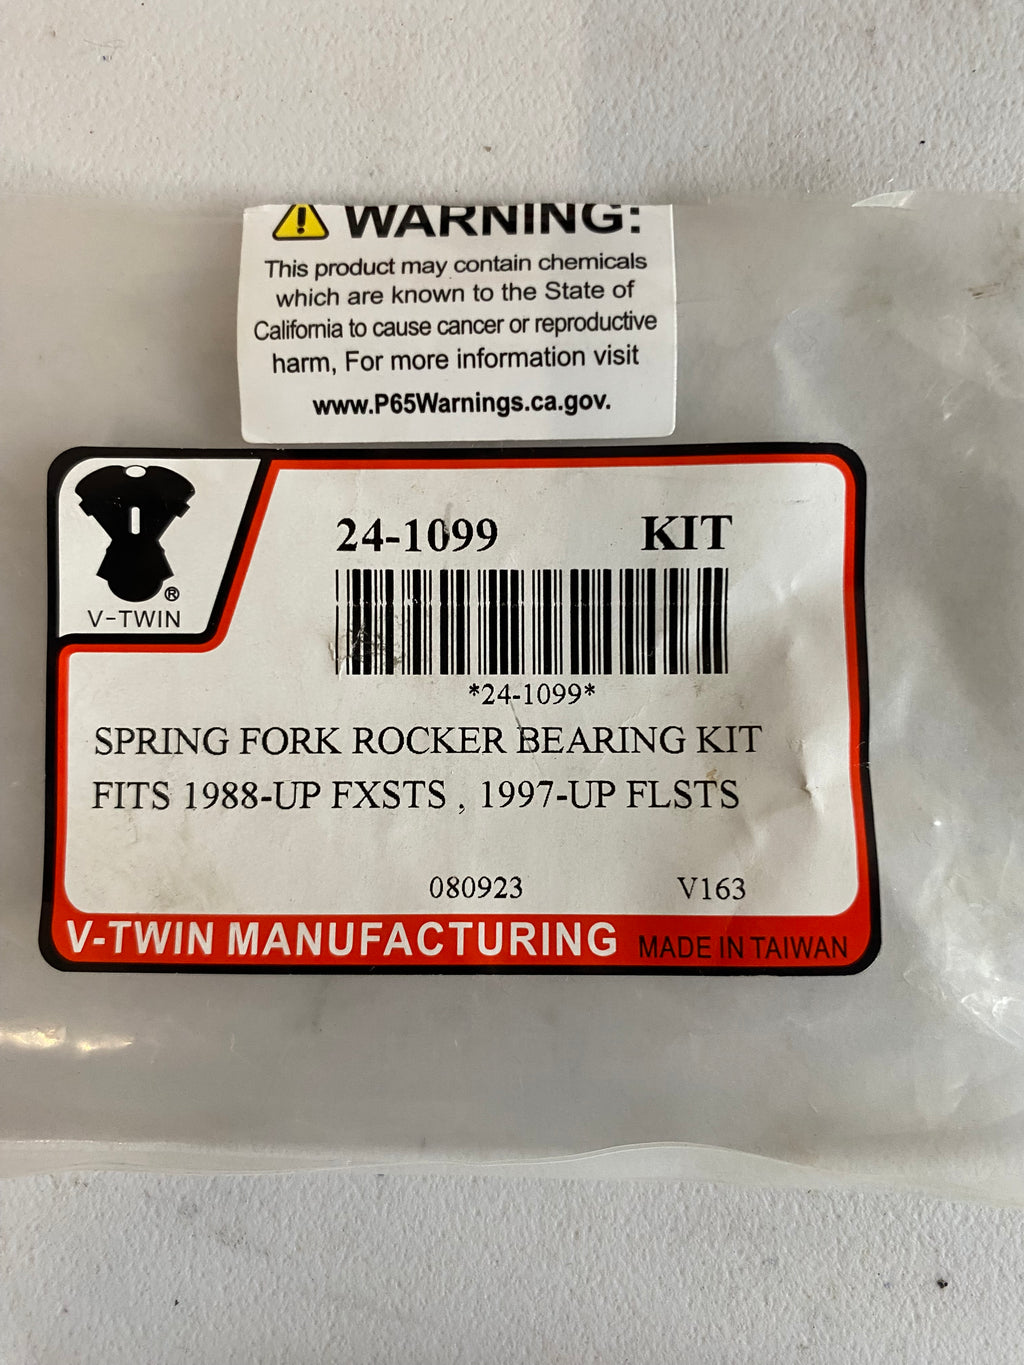 WARNING:
This product may contain chemicals
which are known to the State of
California to cause cancer or reproductive
harm, For more information visit
www.P65Warnings.ca.gov.
24-1099 KIT
®
V-TWIN
*24-1099*
SPRING FORK ROCKER BEARING KIT
FITS 1988-UP FXSTS , 1997-UP FLSTS
080923 V163
V-TWIN MANUFACTURING MADE IN TAIWAN